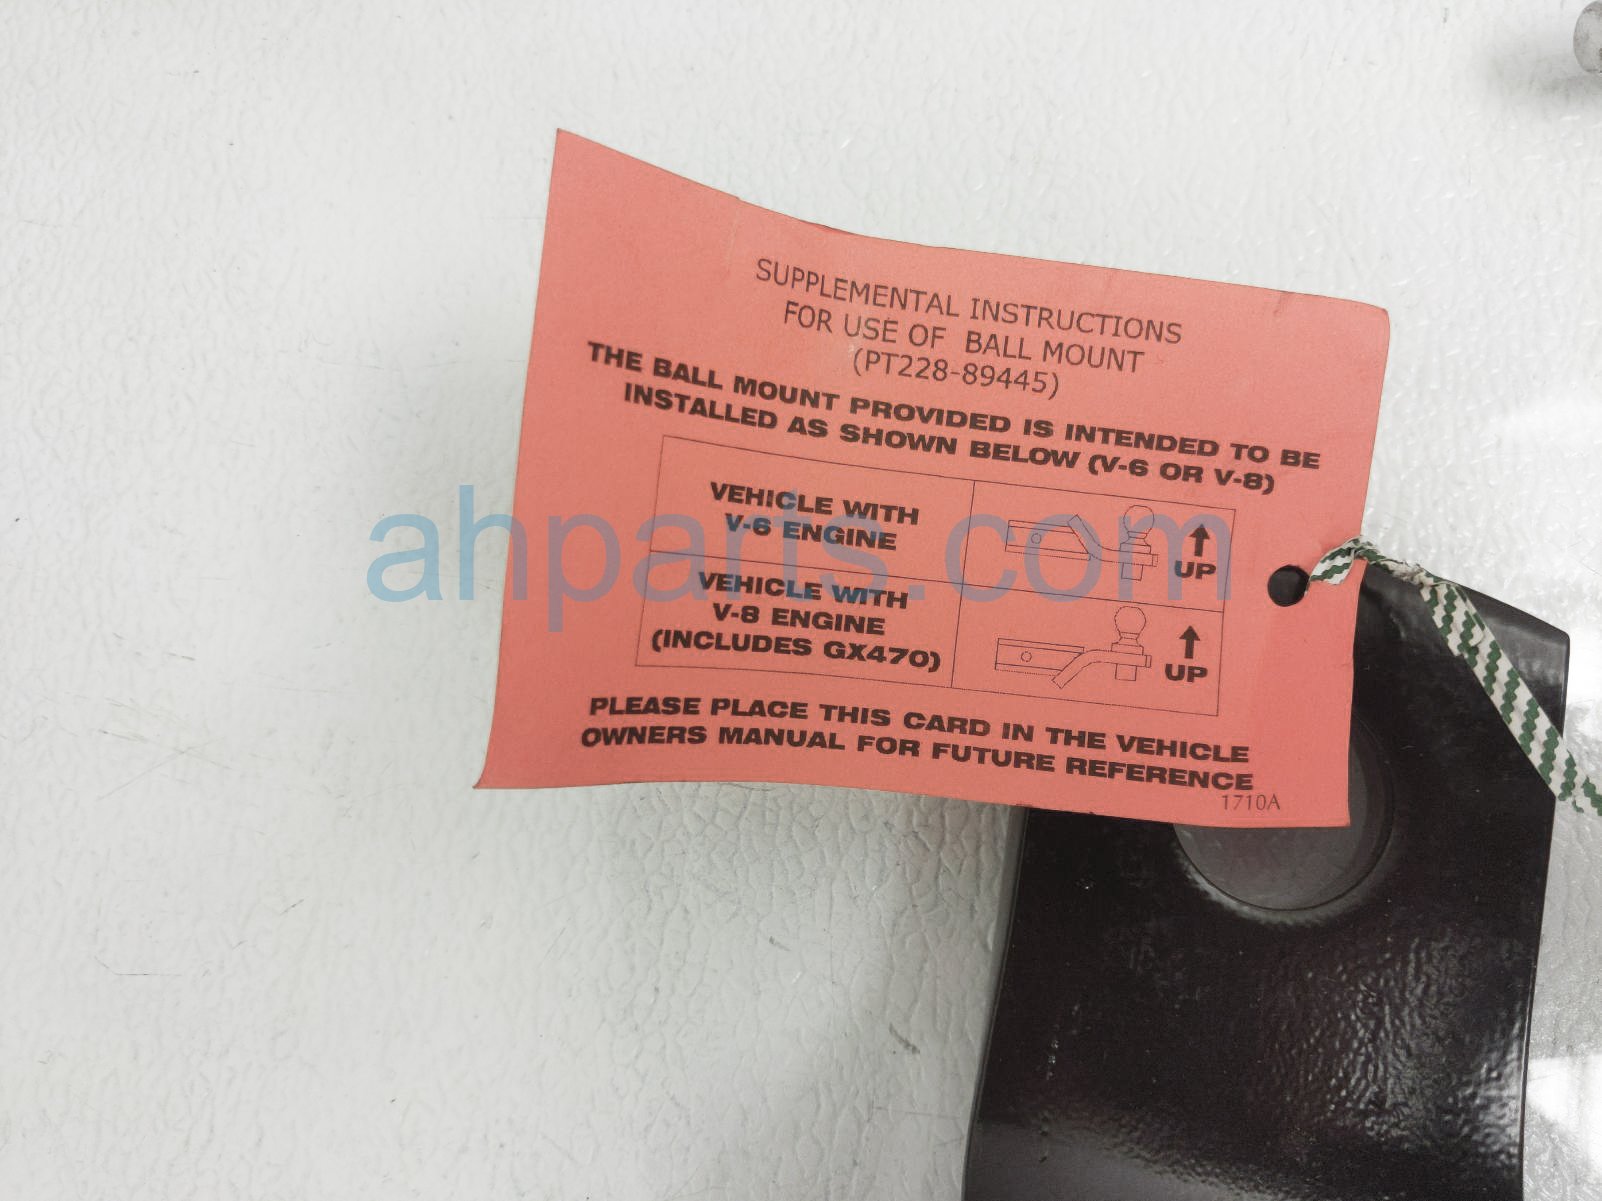 SUPPLEMENTAL INSTRUCTIONS
FOR USE OF BALL MOUNT
(PT228-89445)
THE BALL MOUNT PROVIDED IS INTENDED TO BE
INSTALLED AS SHOWN BELOW (V-6 OR V-8)
VEHICLE WITH
V-6 ENGINE
UP
VEHICLE WITH
V-8 ENGINE
(INCLUDES GX470)
UP
PLEASE PLACE THIS CARD IN THE VEHICLE
OWNERS MANUAL FOR FUTURE REFERENCE
1710A
ahparts.com